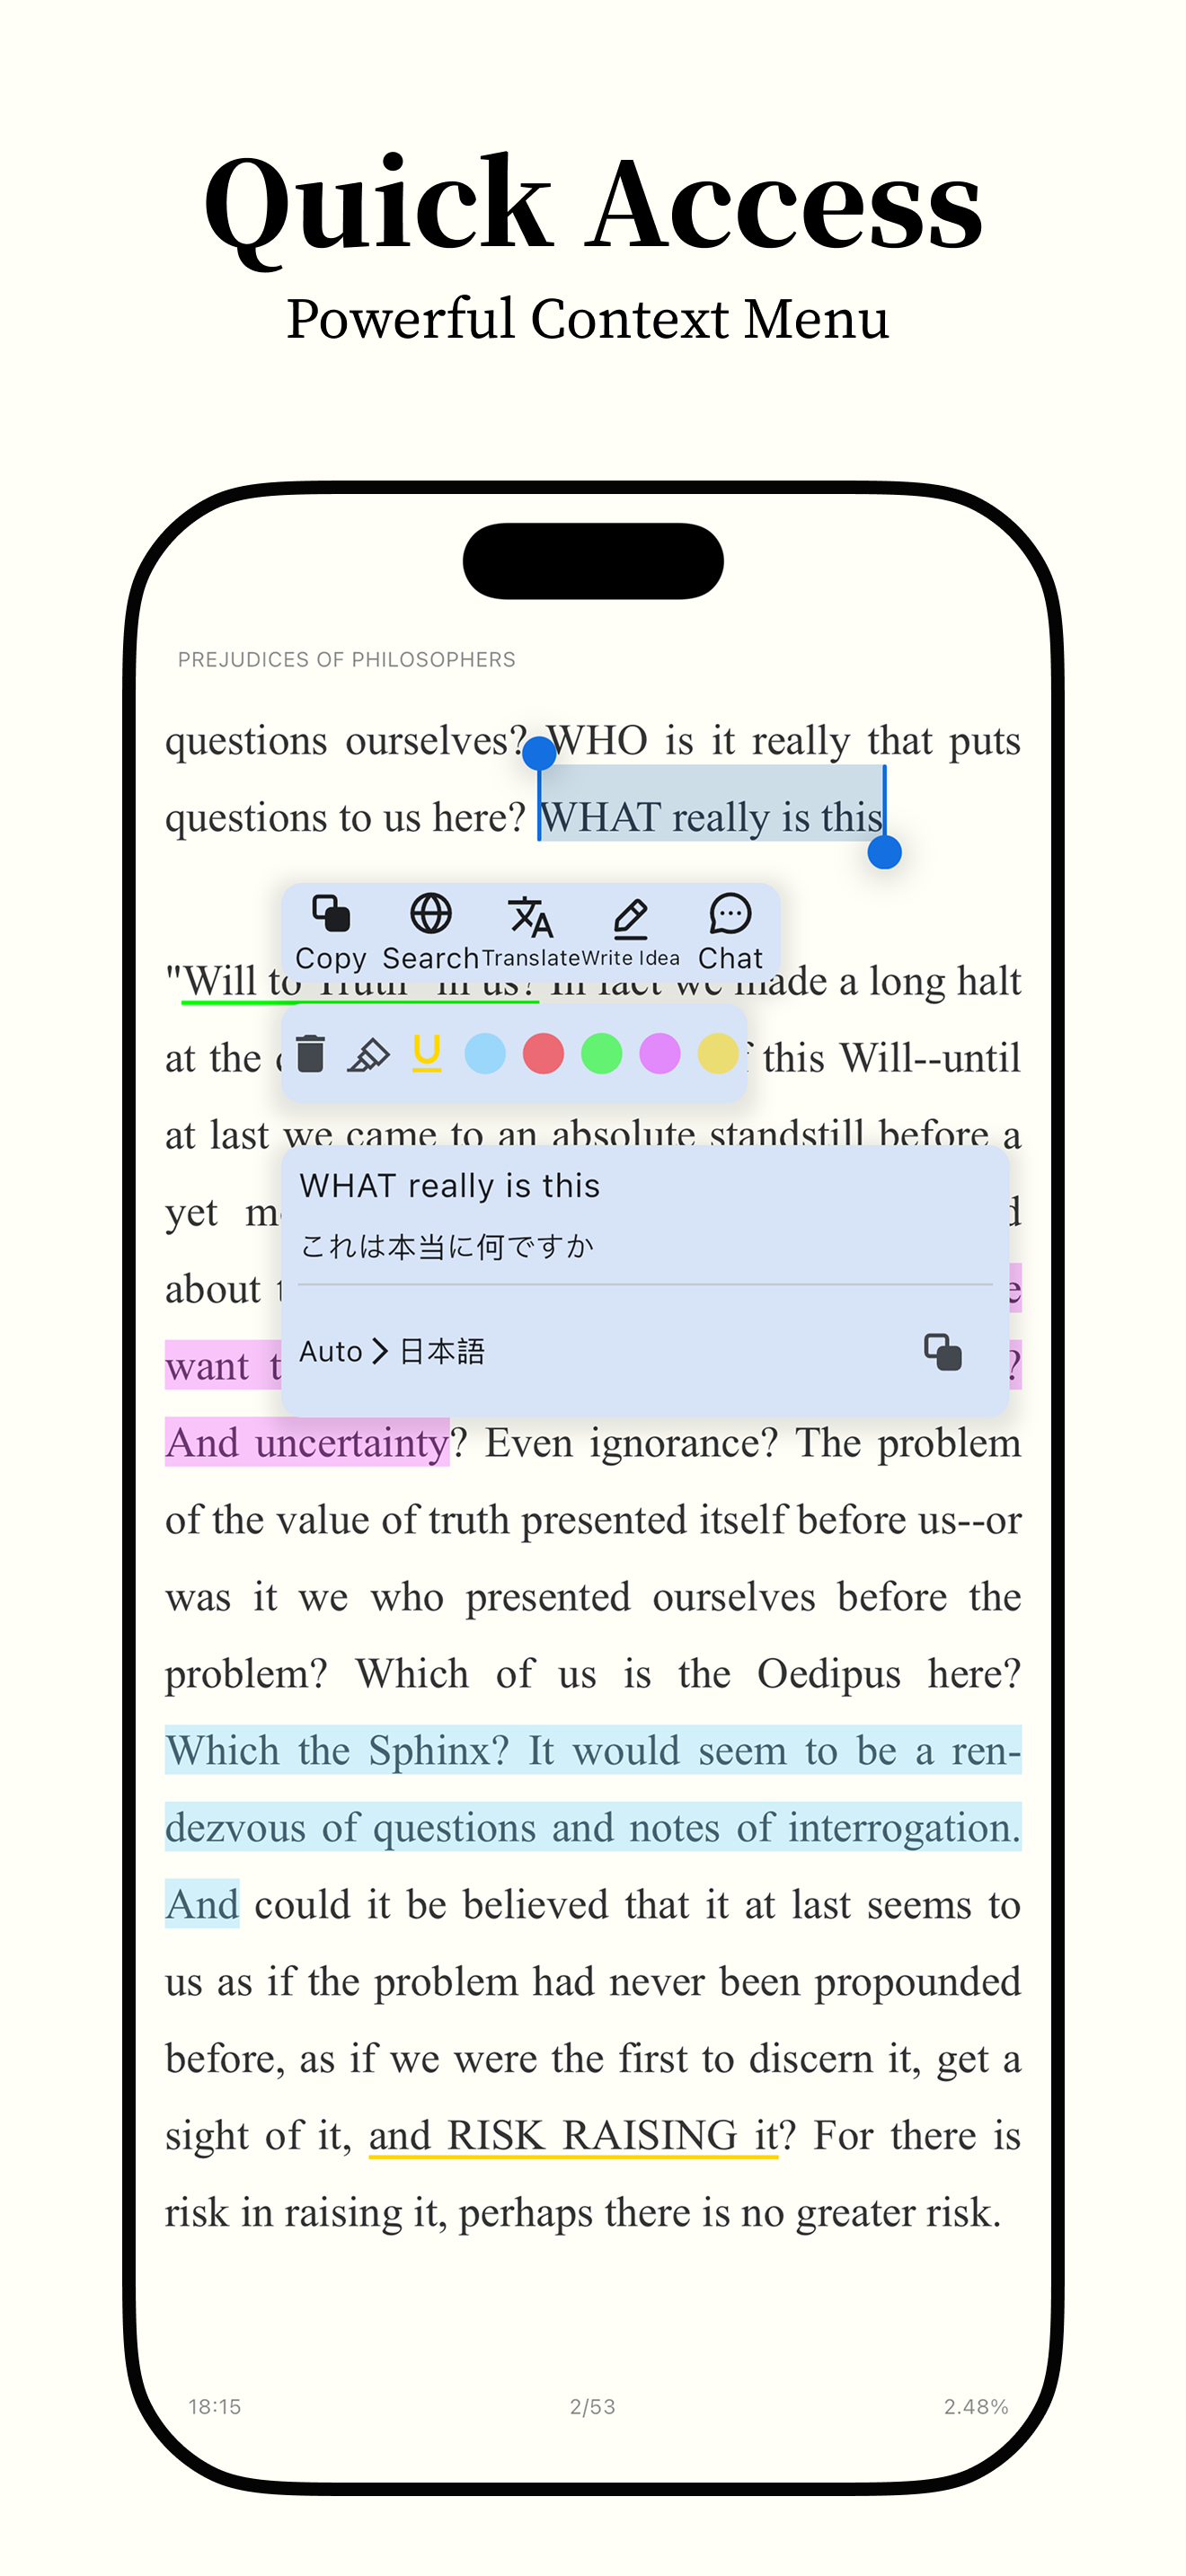 Quick Access
Powerful Context Menu
PREJUDICES OF PHILOSOPHERS
questions ourselves? WHO is it really that puts
questions to us here? WHAT really is this
Copy Search Translate Write Idea Chat
"Will to Truth" in us? In fact we made a long halt
at the this Will--until
at last we came to an absolute standstill before a
WHAT really is this
yet
これは本当に何ですか
about
Auto > 日本語
want
?
And uncertainty? Even ignorance? The problem
of the value of truth presented itself before us--or
was it we who presented ourselves before the
problem? Which of us is the Oedipus here?
Which the Sphinx? It would seem to be a ren-
dezvous of questions and notes of interrogation.
And could it be believed that it at last seems to
us as if the problem had never been propounded
before, as if we were the first to discern it, get a
sight of it, and RISK RAISING it? For there is
risk in raising it, perhaps there is no greater risk.
18:15 2/53 2.48%